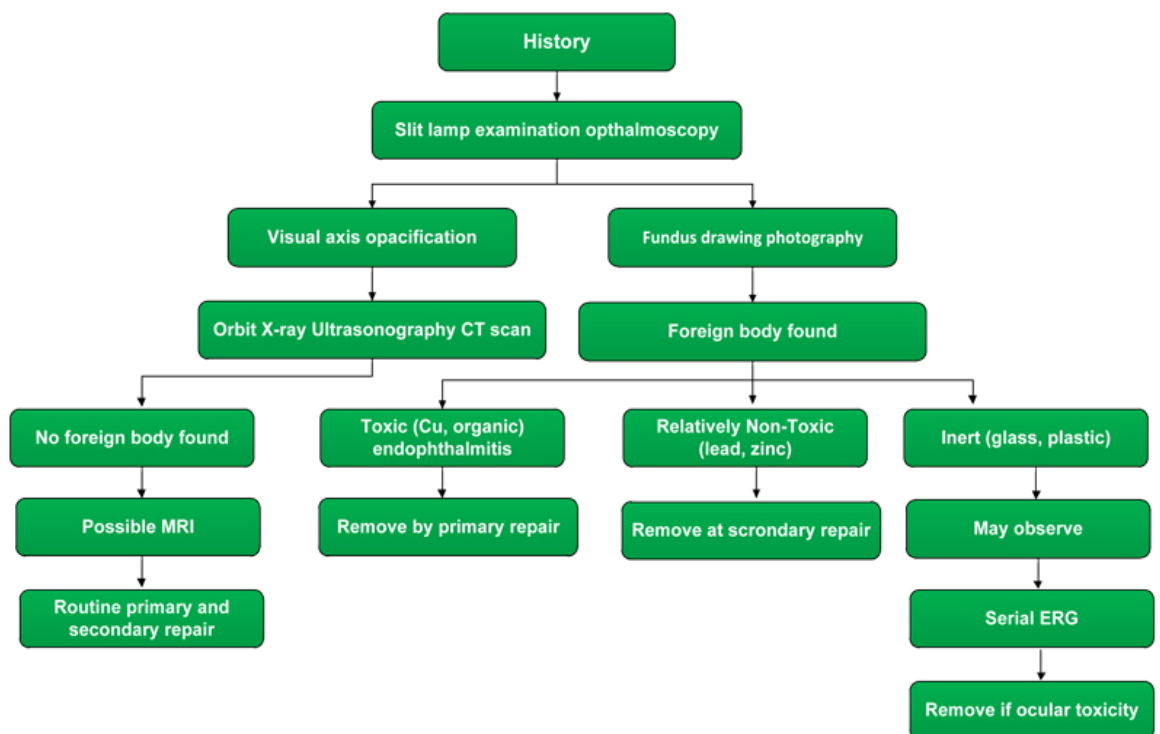 History
Slit lamp examination opthalmoscopy
Visual axis opacification
Fundus drawing photography
Orbit X-ray Ultrasonography CT scan
Foreign body found
No foreign body found
Toxic (Cu, organic)
endophthalmitis
Relatively Non-Toxic
(lead, zinc)
Inert (glass, plastic)
Possible MRI
Remove by primary repair
Remove at scrondary repair
May observe
Routine primary and
secondary repair
Serial ERG
Remove if ocular toxicity